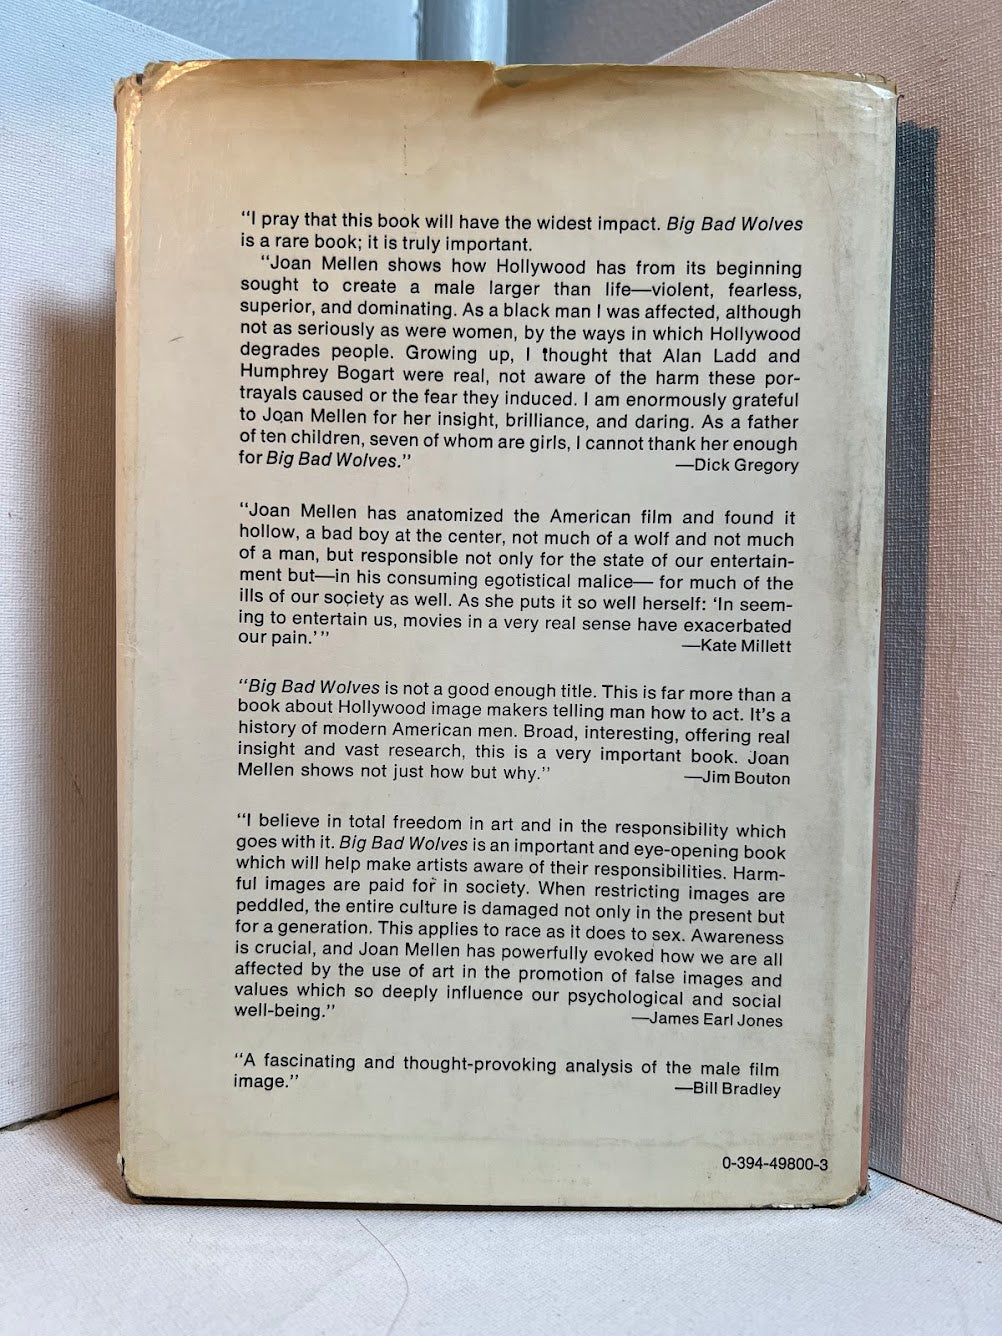 “I pray that this book will have the widest impact. Big Bad Wolves
is a rare book; it is truly important.
“Joan Mellen shows how Hollywood has from its beginning
sought to create a male larger than life—violent, fearless,
superior, and dominating. As a black man I was affected, although
not as seriously as were women, by the ways in which Hollywood
degrades people. Growing up, I thought that Alan Ladd and
Humphrey Bogart were real, not aware of the harm these por-
trayals caused or the fear they induced. I am enormously grateful
to Joan Mellen for her insight, brilliance, and daring. As a father
of ten children, seven of whom are girls, I cannot thank her enough
for Big Bad Wolves.” —Dick Gregory
“Joan Mellen has anatomized the American film and found it
hollow, a bad boy at the center, not much of a wolf and not much
of a man, but responsible not only for the state of our entertain-
ment but—in his consuming egotistical malice— for much of the
ills of our society as well. As she puts it so well herself: ‘In seem-
ing to entertain us, movies in a very real sense have exacerbated
our pain.’” —Kate Millett
“Big Bad Wolves is not a good enough title. This is far more than a
book about Hollywood image makers telling man how to act. It’s a
history of modern American men. Broad, interesting, offering real
insight and vast research, this is a very important book. Joan
Mellen shows not just how but why.” —Jim Bouton
“I believe in total freedom in art and in the responsibility which
goes with it. Big Bad Wolves is an important and eye-opening book
which will help make artists aware of their responsibilities. Harm-
ful images are paid for in society. When restricting images are
peddled, the entire culture is damaged not only in the present but
for a generation. This applies to race as it does to sex. Awareness
is crucial, and Joan Mellen has powerfully evoked how we are all
affected by the use of art in the promotion of false images and
values which so deeply influence our psychological and social
well-being.” —James Earl Jones
“A fascinating and thought-provoking analysis of the male film
image.” —Bill Bradley
0-394-49800-3